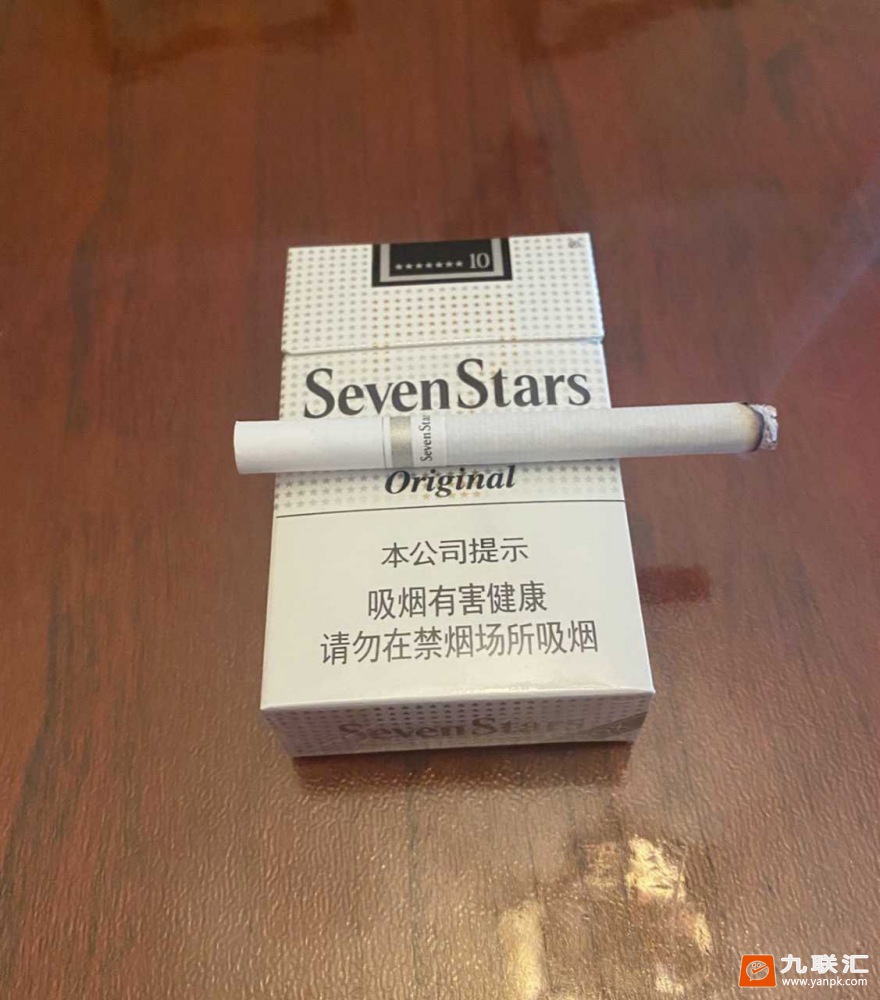 10
Seven Stars
Seven Sta
Original
本公司提示
吸烟有害健康
请勿在禁烟场所吸烟
Seven Stars
九联汇
www.yanpk.com